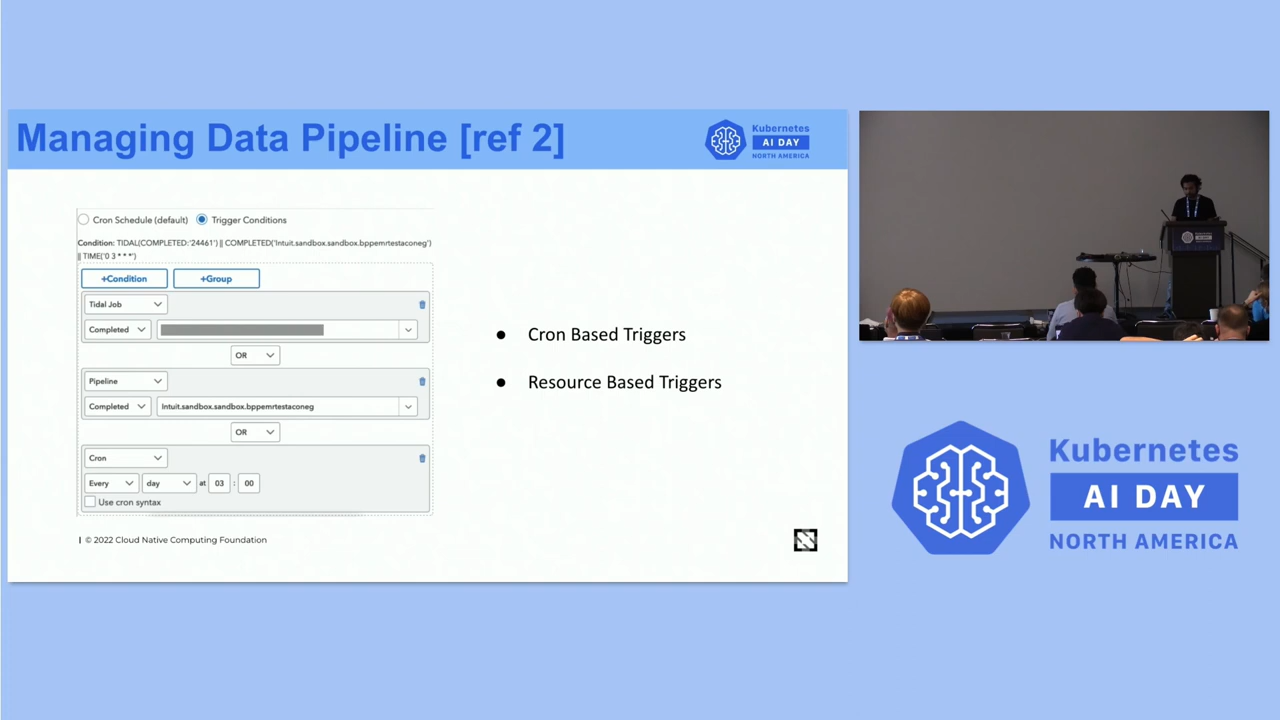 Managing Data Pipeline [ref 2]
Kubernetes
AI DAY
NORTH AMERICA
Cron Schedule (default)
Trigger Conditions
Condition: TIDAL(COMPLETED:'24461') || COMPLETED('Intuit.sandbox.sandbox.bppemrtestaconeg')
|| TIME('0 3 * * *')
+Condition
+Group
Tidal Job
Completed
OR
Pipeline
Completed
Intuit.sandbox.sandbox.bppemrtestaconeg
OR
Cron
Every
day
at
03
:
00
Use cron syntax
● Cron Based Triggers
● Resource Based Triggers
© 2022 Cloud Native Computing Foundation
Kubernetes
AI DAY
NORTH AMERICA